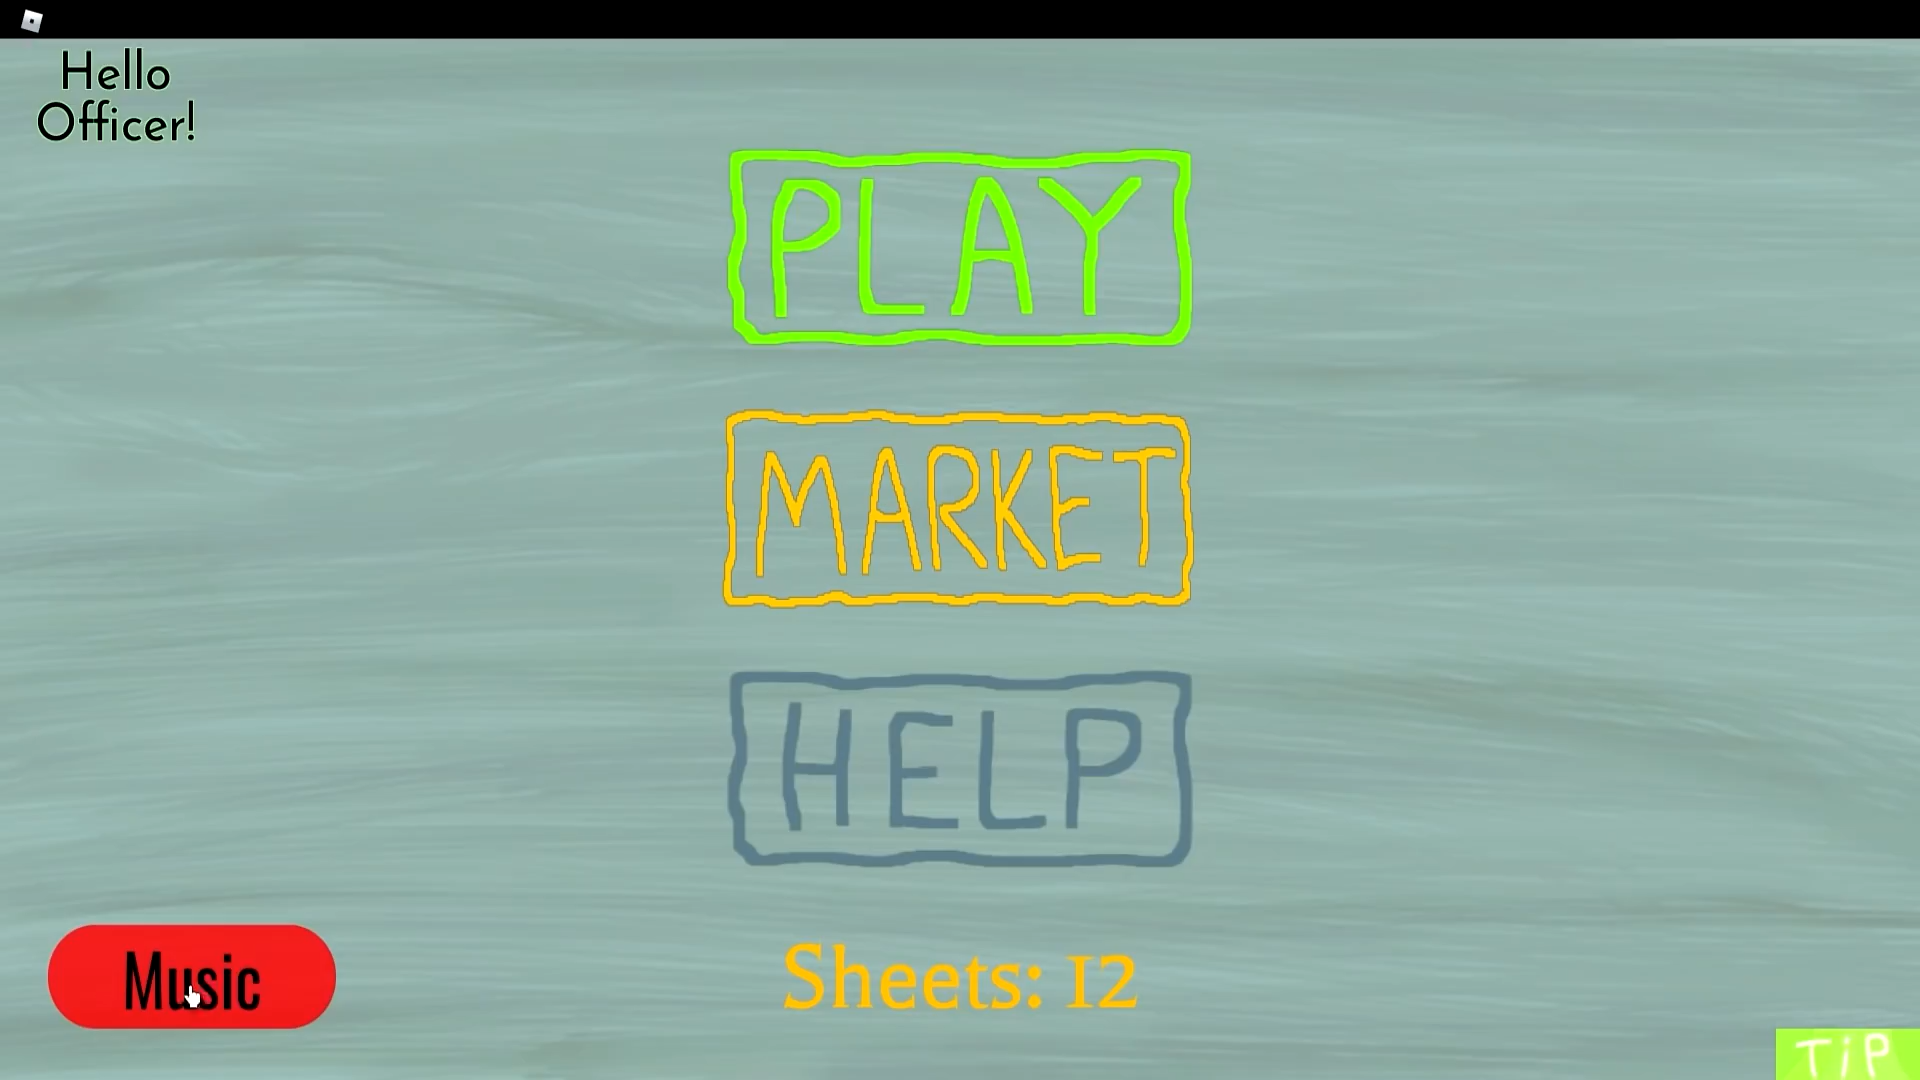 Hello
Officer!
PLAY
MARKET
HELP
Music
Sheets: 12
TiP